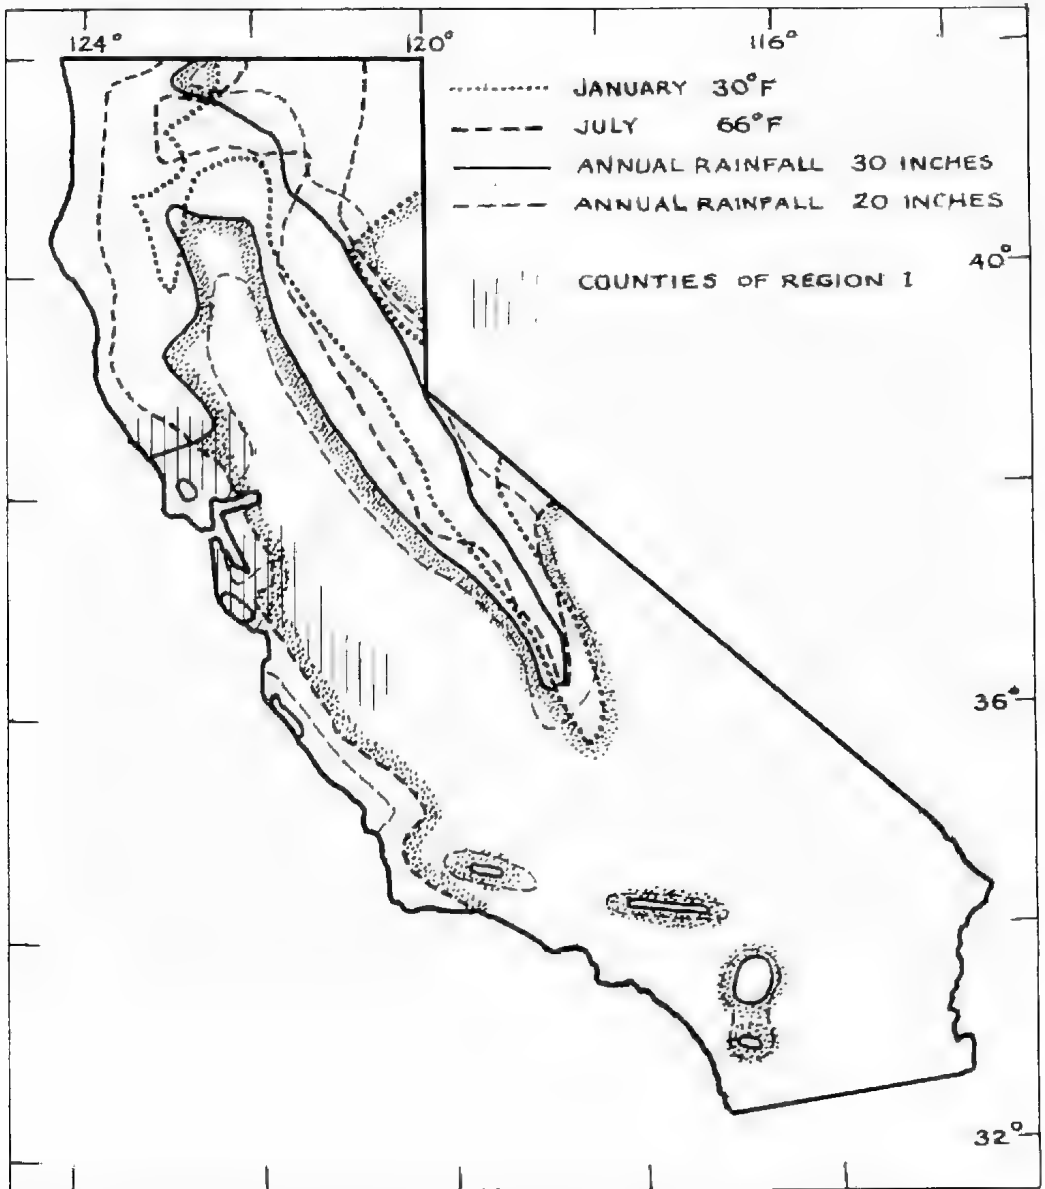 124° 120° 116°
JANUARY 30°F
JULY 66°F
ANNUAL RAINFALL 30 INCHES
ANNUAL RAINFALL 20 INCHES
40°
COUNTIES OF REGION I
36°
32°